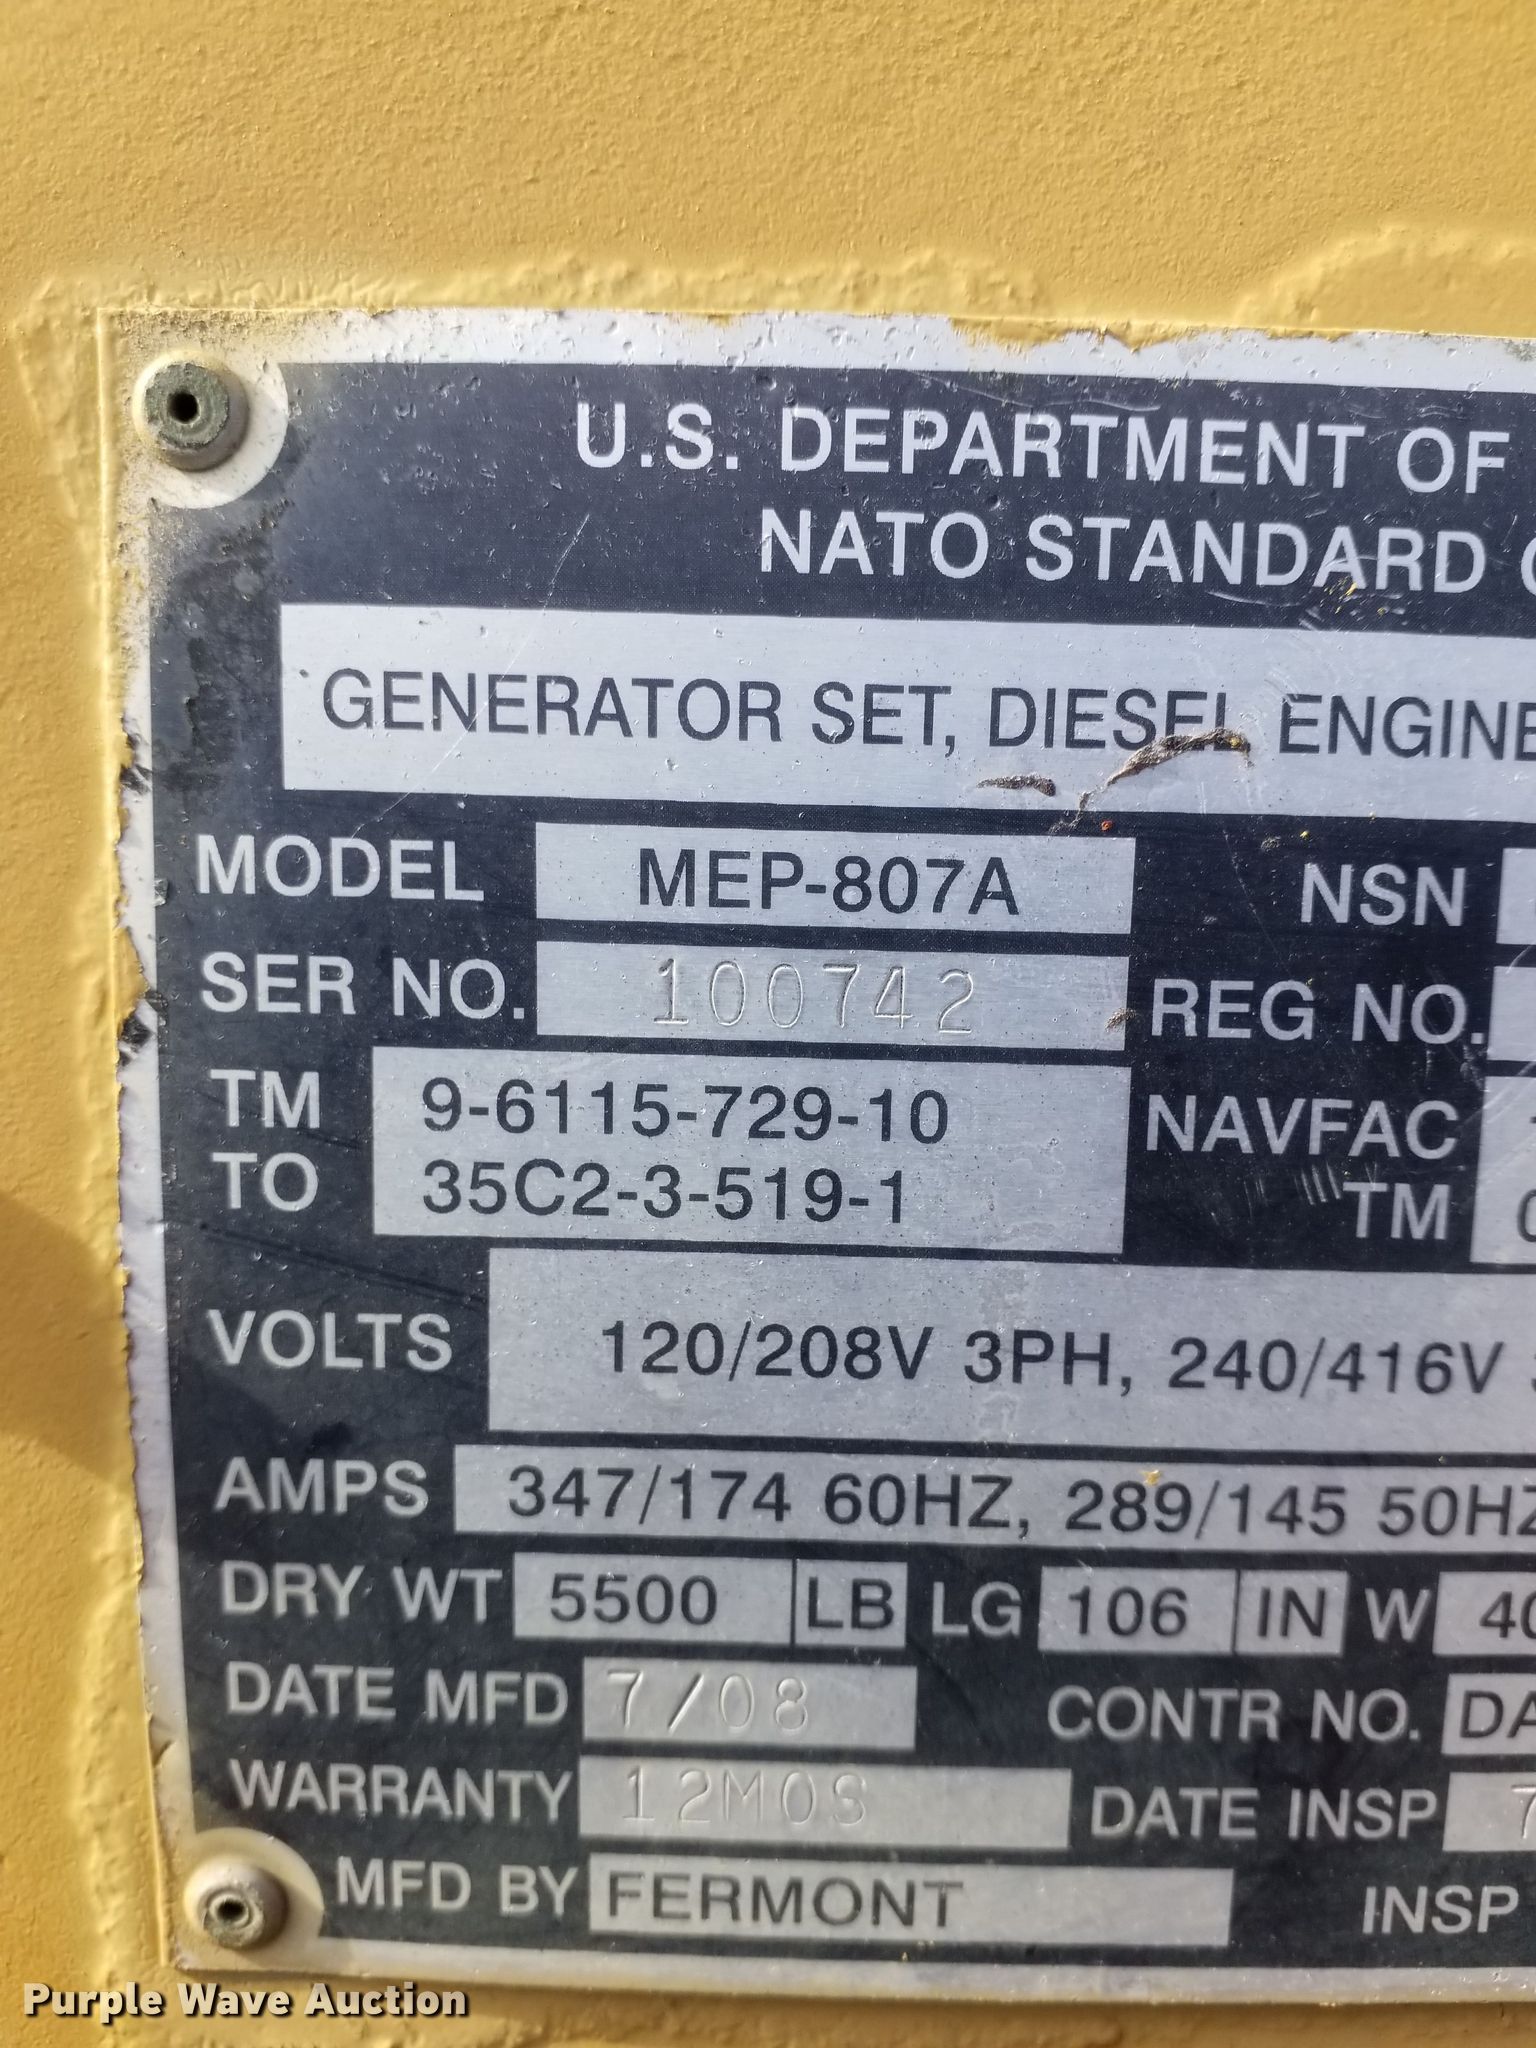 U.S. DEPARTMENT OF
NATO STANDARD
GENERATOR SET, DIESEL ENGINE
MODEL MEP-807A NSN
SER NO. 100742 REG NO.
TM 9-6115-729-10 NAVFAC
TO 35C2-3-519-1 TM
VOLTS 120/208V 3PH, 240/416V
AMPS 347/174 60HZ, 289/145 50HZ
DRY WT 5500 LB LG 106 IN W 40
DATE MFD 7/08 CONTR NO. DA
WARRANTY 12MOS DATE INSP 7
MFD BY FERMONT INSP
Purple Wave Auction